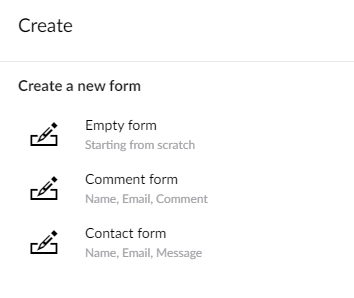 Create
Create a new form
Empty form
Starting from scratch
Comment form
Name, Email, Comment
Contact form
Name, Email, Message